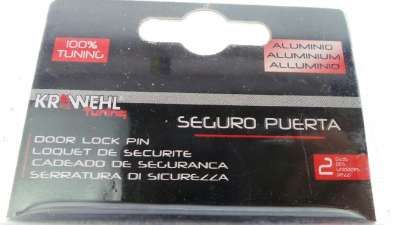 100%
TUNING
ALUMINIO
ALUMINIUM
ALLUMINIO
KRAWEHL
Tuning
SEGURO PUERTA
DOOR LOCK PIN
LOQUET DE SECURITE
CADEADO DE SEGURANCA
SERRATURA DI SICUREZZA
2